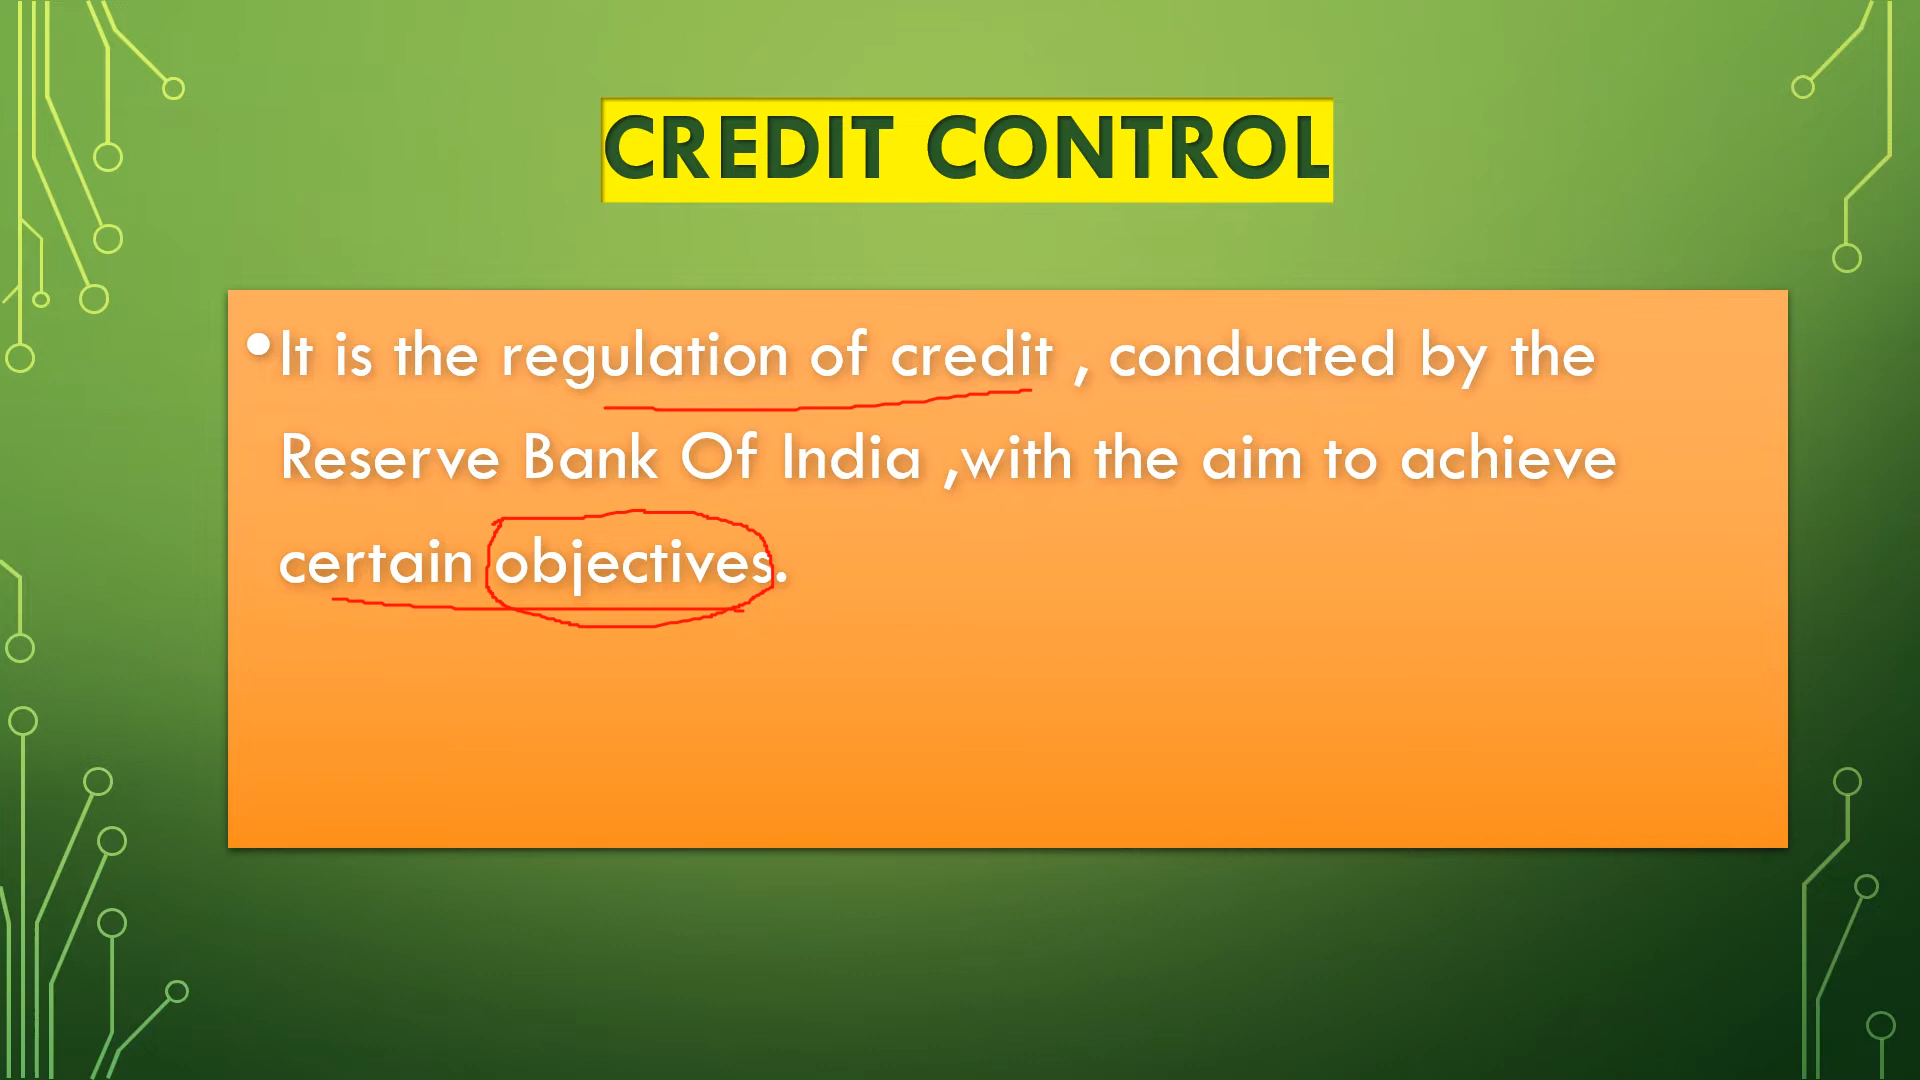 CREDIT CONTROL
•It is the regulation of credit , conducted by the
Reserve Bank Of India ,with the aim to achieve
certain objectives.